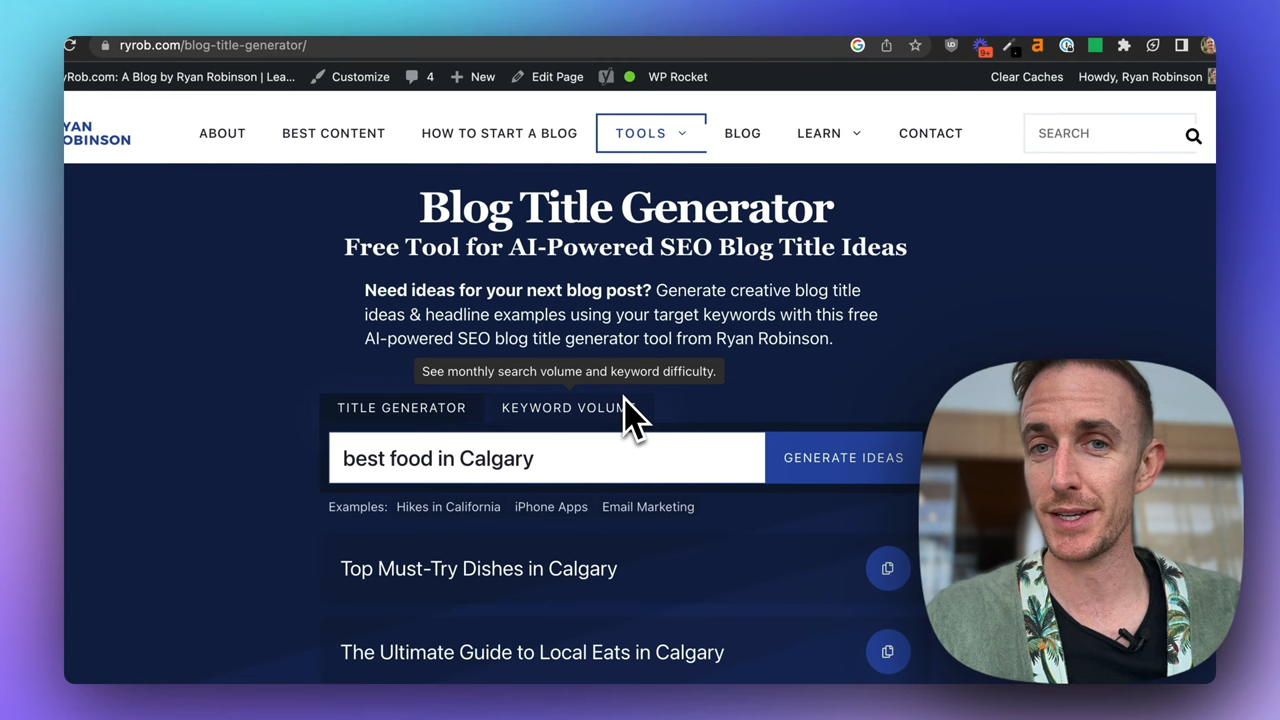 ryrob.com/blog-title-generator/
9+
yRob.com: A Blog by Ryan Robinson | Lea... Customize 4 New Edit Page WP Rocket Clear Caches Howdy, Ryan Robinson
YAN
OBINSON
ABOUT BEST CONTENT HOW TO START A BLOG TOOLS BLOG LEARN CONTACT SEARCH
Blog Title Generator
Free Tool for AI-Powered SEO Blog Title Ideas
Need ideas for your next blog post? Generate creative blog title
ideas & headline examples using your target keywords with this free
AI-powered SEO blog title generator tool from Ryan Robinson.
See monthly search volume and keyword difficulty.
TITLE GENERATOR KEYWORD VOLUM
best food in Calgary GENERATE IDEAS
Examples: Hikes in California iPhone Apps Email Marketing
Top Must-Try Dishes in Calgary
The Ultimate Guide to Local Eats in Calgary